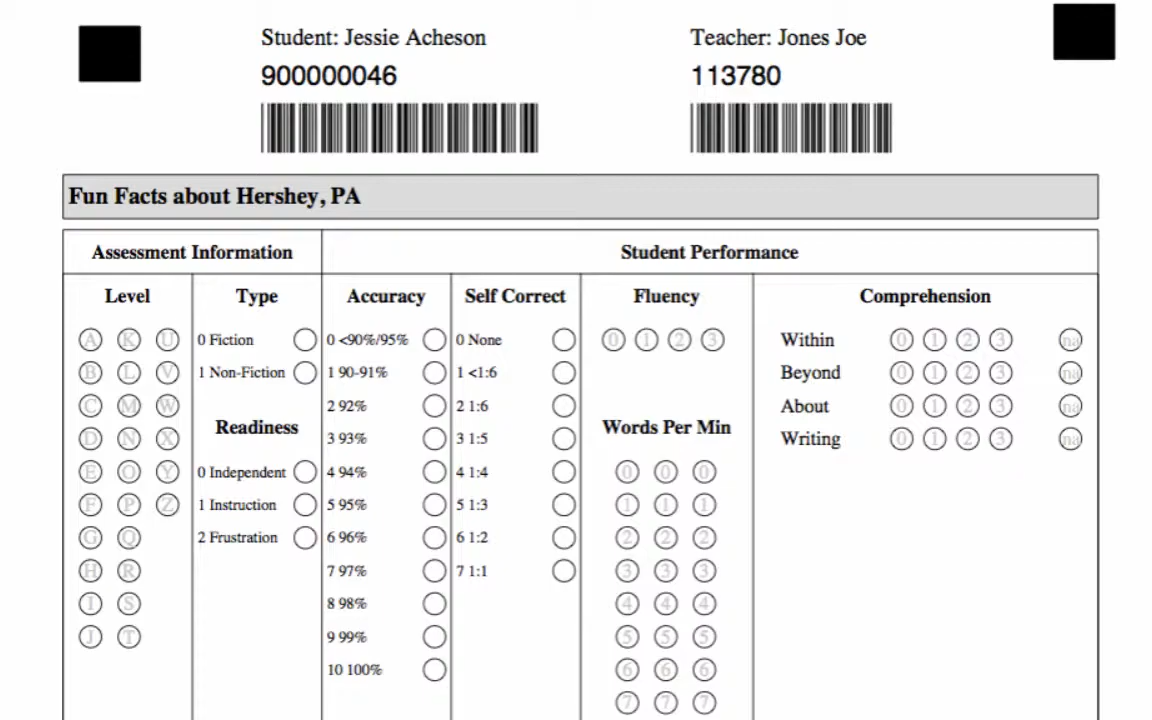 Student: Jessie Acheson
Teacher: Jones Joe
900000046
113780
Fun Facts about Hershey, PA
Assessment Information
Student Performance
Level
Type
Accuracy
Self Correct
Fluency
Comprehension
A K U
B L V
C M W
D N X
E O Y
F P Z
G Q
H R
I S
J T
0 Fiction
1 Non-Fiction
Readiness
0 Independent
1 Instruction
2 Frustration
0 <90%/95%
1 90-91%
2 92%
3 93%
4 94%
5 95%
6 96%
7 97%
8 98%
9 99%
10 100%
0 None
1 <1:6
2 1:6
3 1:5
4 1:4
5 1:3
6 1:2
7 1:1
0 1 2 3
Words Per Min
0 0 0
1 1 1
2 2 2
3 3 3
4 4 4
5 5 5
6 6 6
7 7 7
Within 0 1 2 3 na
Beyond 0 1 2 3 na
About 0 1 2 3 na
Writing 0 1 2 3 na